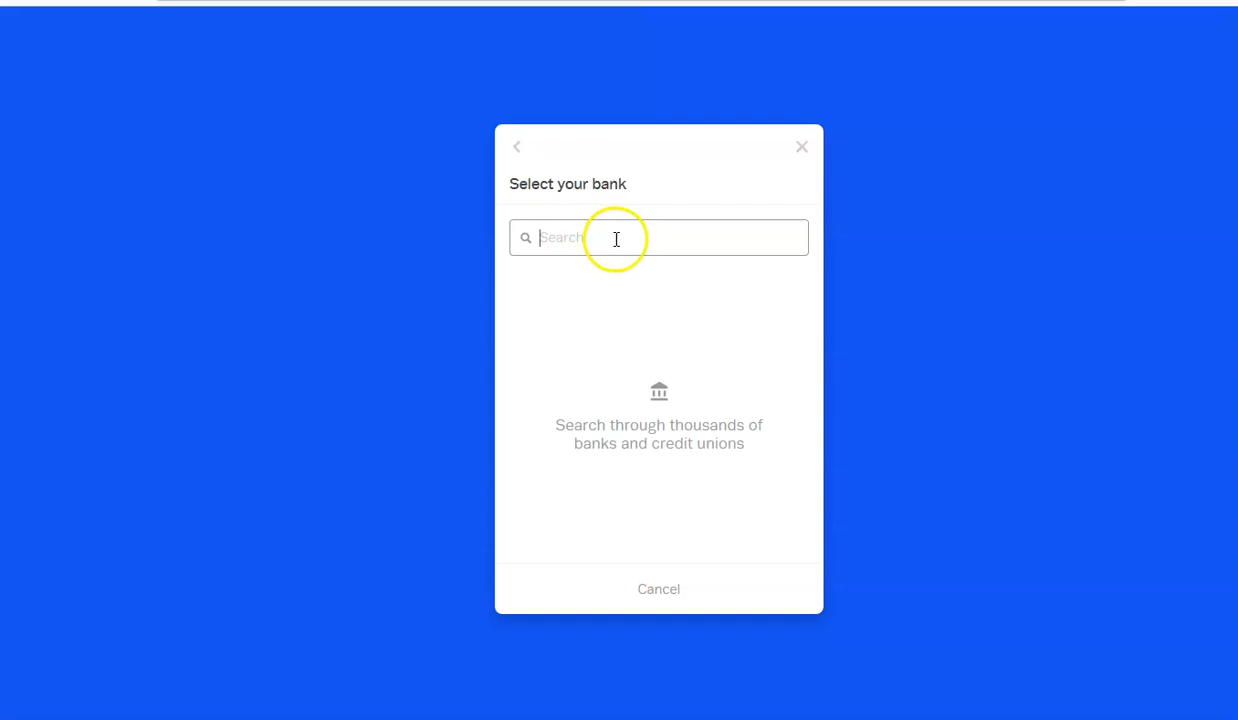 Select your bank
Search
Search through thousands of
banks and credit unions
Cancel